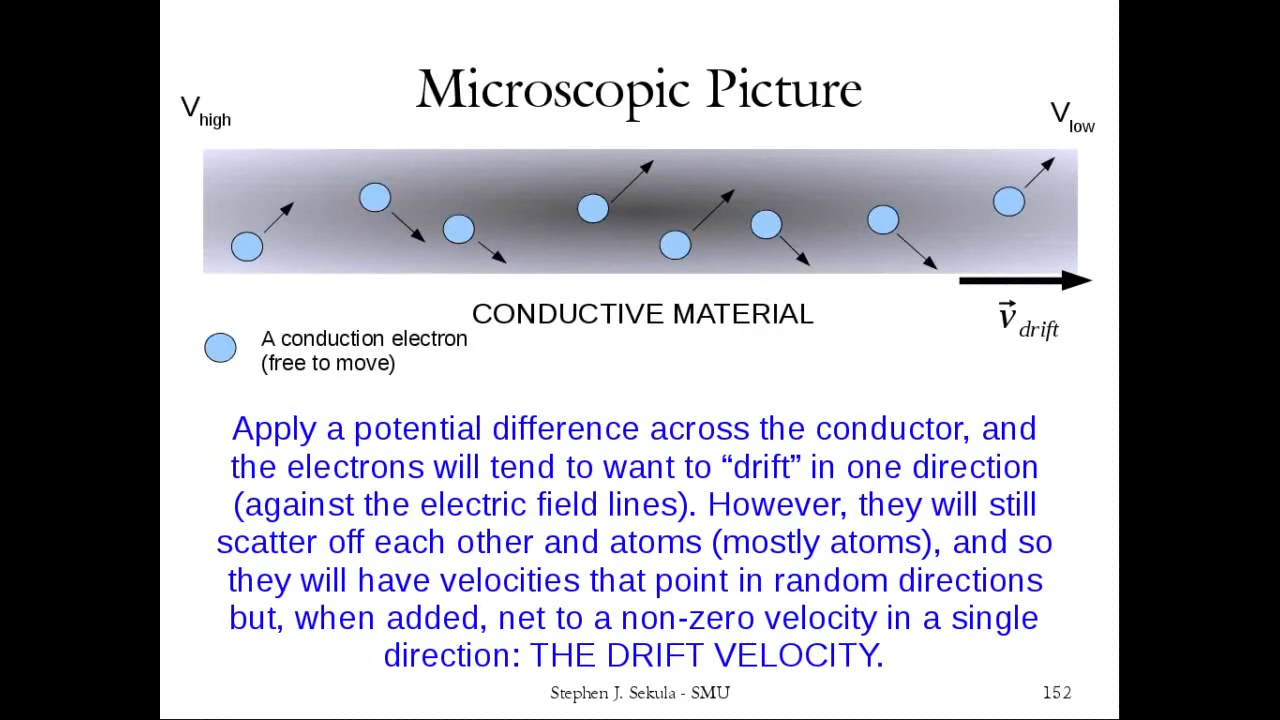 Microscopic Picture
Vhigh
Vlow
CONDUCTIVE MATERIAL
v drift
A conduction electron
(free to move)
Apply a potential difference across the conductor, and
the electrons will tend to want to “drift” in one direction
(against the electric field lines). However, they will still
scatter off each other and atoms (mostly atoms), and so
they will have velocities that point in random directions
but, when added, net to a non-zero velocity in a single
direction: THE DRIFT VELOCITY.
Stephen J. Sekula - SMU
152